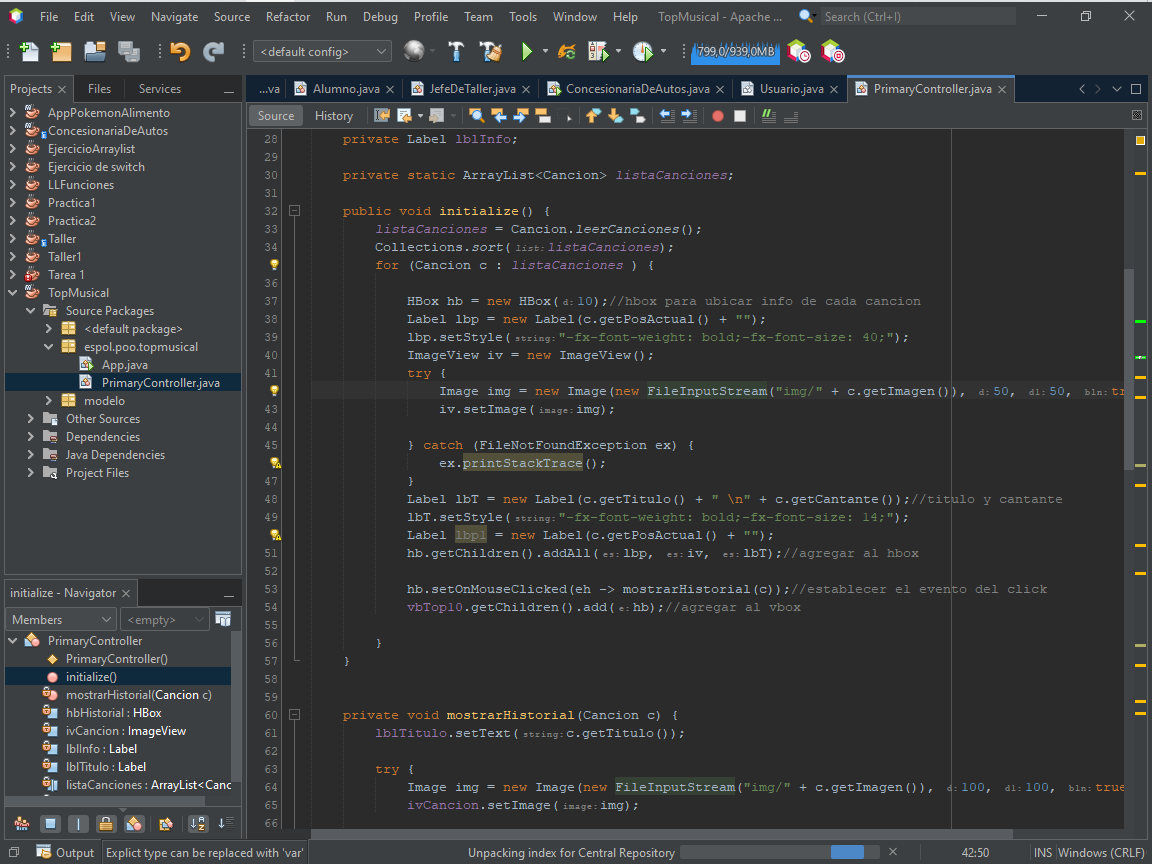 File Edit View Navigate Source Refactor Run Debug Profile Team Tools Window Help TopMusical - Apache ... Search (Ctrl+I)
<default config> 799,0/939,0MB
Projects Files Services
...va Alumno.java JefeDeTaller.java ConcesionariaDeAutos.java Usuario.java PrimaryController.java
Source History
AppPokemonAlimento
ConcesionariaDeAutos
EjercicioArraylist
Ejercicio de switch
LLFunciones
Practica1
Practica2
Taller
Taller1
Tarea 1
TopMusical
Source Packages
<default package>
espol.poo.topmusical
App.java
PrimaryController.java
modelo
Other Sources
Dependencies
Java Dependencies
Project Files
initialize - Navigator
Members <empty>
PrimaryController
PrimaryController()
initialize()
mostrarHistorial(Cancion c)
hbHistorial : HBox
ivCancion : ImageView
lblInfo : Label
lblTitulo : Label
listaCanciones : ArrayList<Canc
28 private Label lblInfo;
29
30 private static ArrayList<Cancion> listaCanciones;
31
32 public void initialize() {
33 listaCanciones = Cancion.leerCanciones();
34 Collections.sort(list: listaCanciones);
for (Cancion c : listaCanciones ) {
36
37 HBox hb = new HBox(d: 10);//hbox para ubicar info de cada cancion
38 Label lbp = new Label(c.getPosActual() + "");
39 lbp.setStyle(string: "-fx-font-weight: bold;-fx-font-size: 40;");
40 ImageView iv = new ImageView();
41 try {
Image img = new Image(new FileInputStream("img/" + c.getImagen()), d: 50, d1: 50, bln: tr
43 iv.setImage(image: img);
44
45 } catch (FileNotFoundException ex) {
ex.printStackTrace();
47 }
48 Label lbT = new Label(c.getTitulo() + " \n" + c.getCantante());//titulo y cantante
49 lbT.setStyle(string: "-fx-font-weight: bold;-fx-font-size: 14;");
Label lbp1 = new Label(c.getPosActual() + "");
51 hb.getChildren().addAll(es: lbp, es: iv, es: lbT);//agregar al hbox
52
53 hb.setOnMouseClicked(eh -> mostrarHistorial(c));//establecer el evento del click
54 vbTop10.getChildren().add(e: hb);//agregar al vbox
55
56 }
57 }
58
59
60 private void mostrarHistorial(Cancion c) {
61 lblTitulo.setText(string: c.getTitulo());
62
63 try {
64 Image img = new Image(new FileInputStream("img/" + c.getImagen()), d: 100, d1: 100, bln: true
65 ivCancion.setImage(image: img);
66
Output Explicit type can be replaced with 'var' Unpacking index for Central Repository 42:50 INS Windows (CRLF)